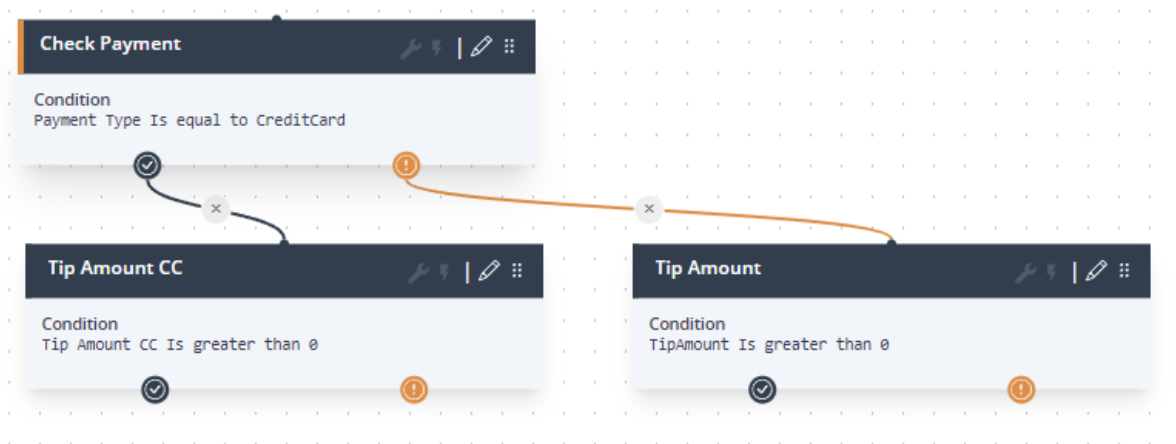 Check Payment
Condition
Payment Type Is equal to CreditCard
Tip Amount CC
Condition
Tip Amount CC Is greater than 0
Tip Amount
Condition
TipAmount Is greater than 0